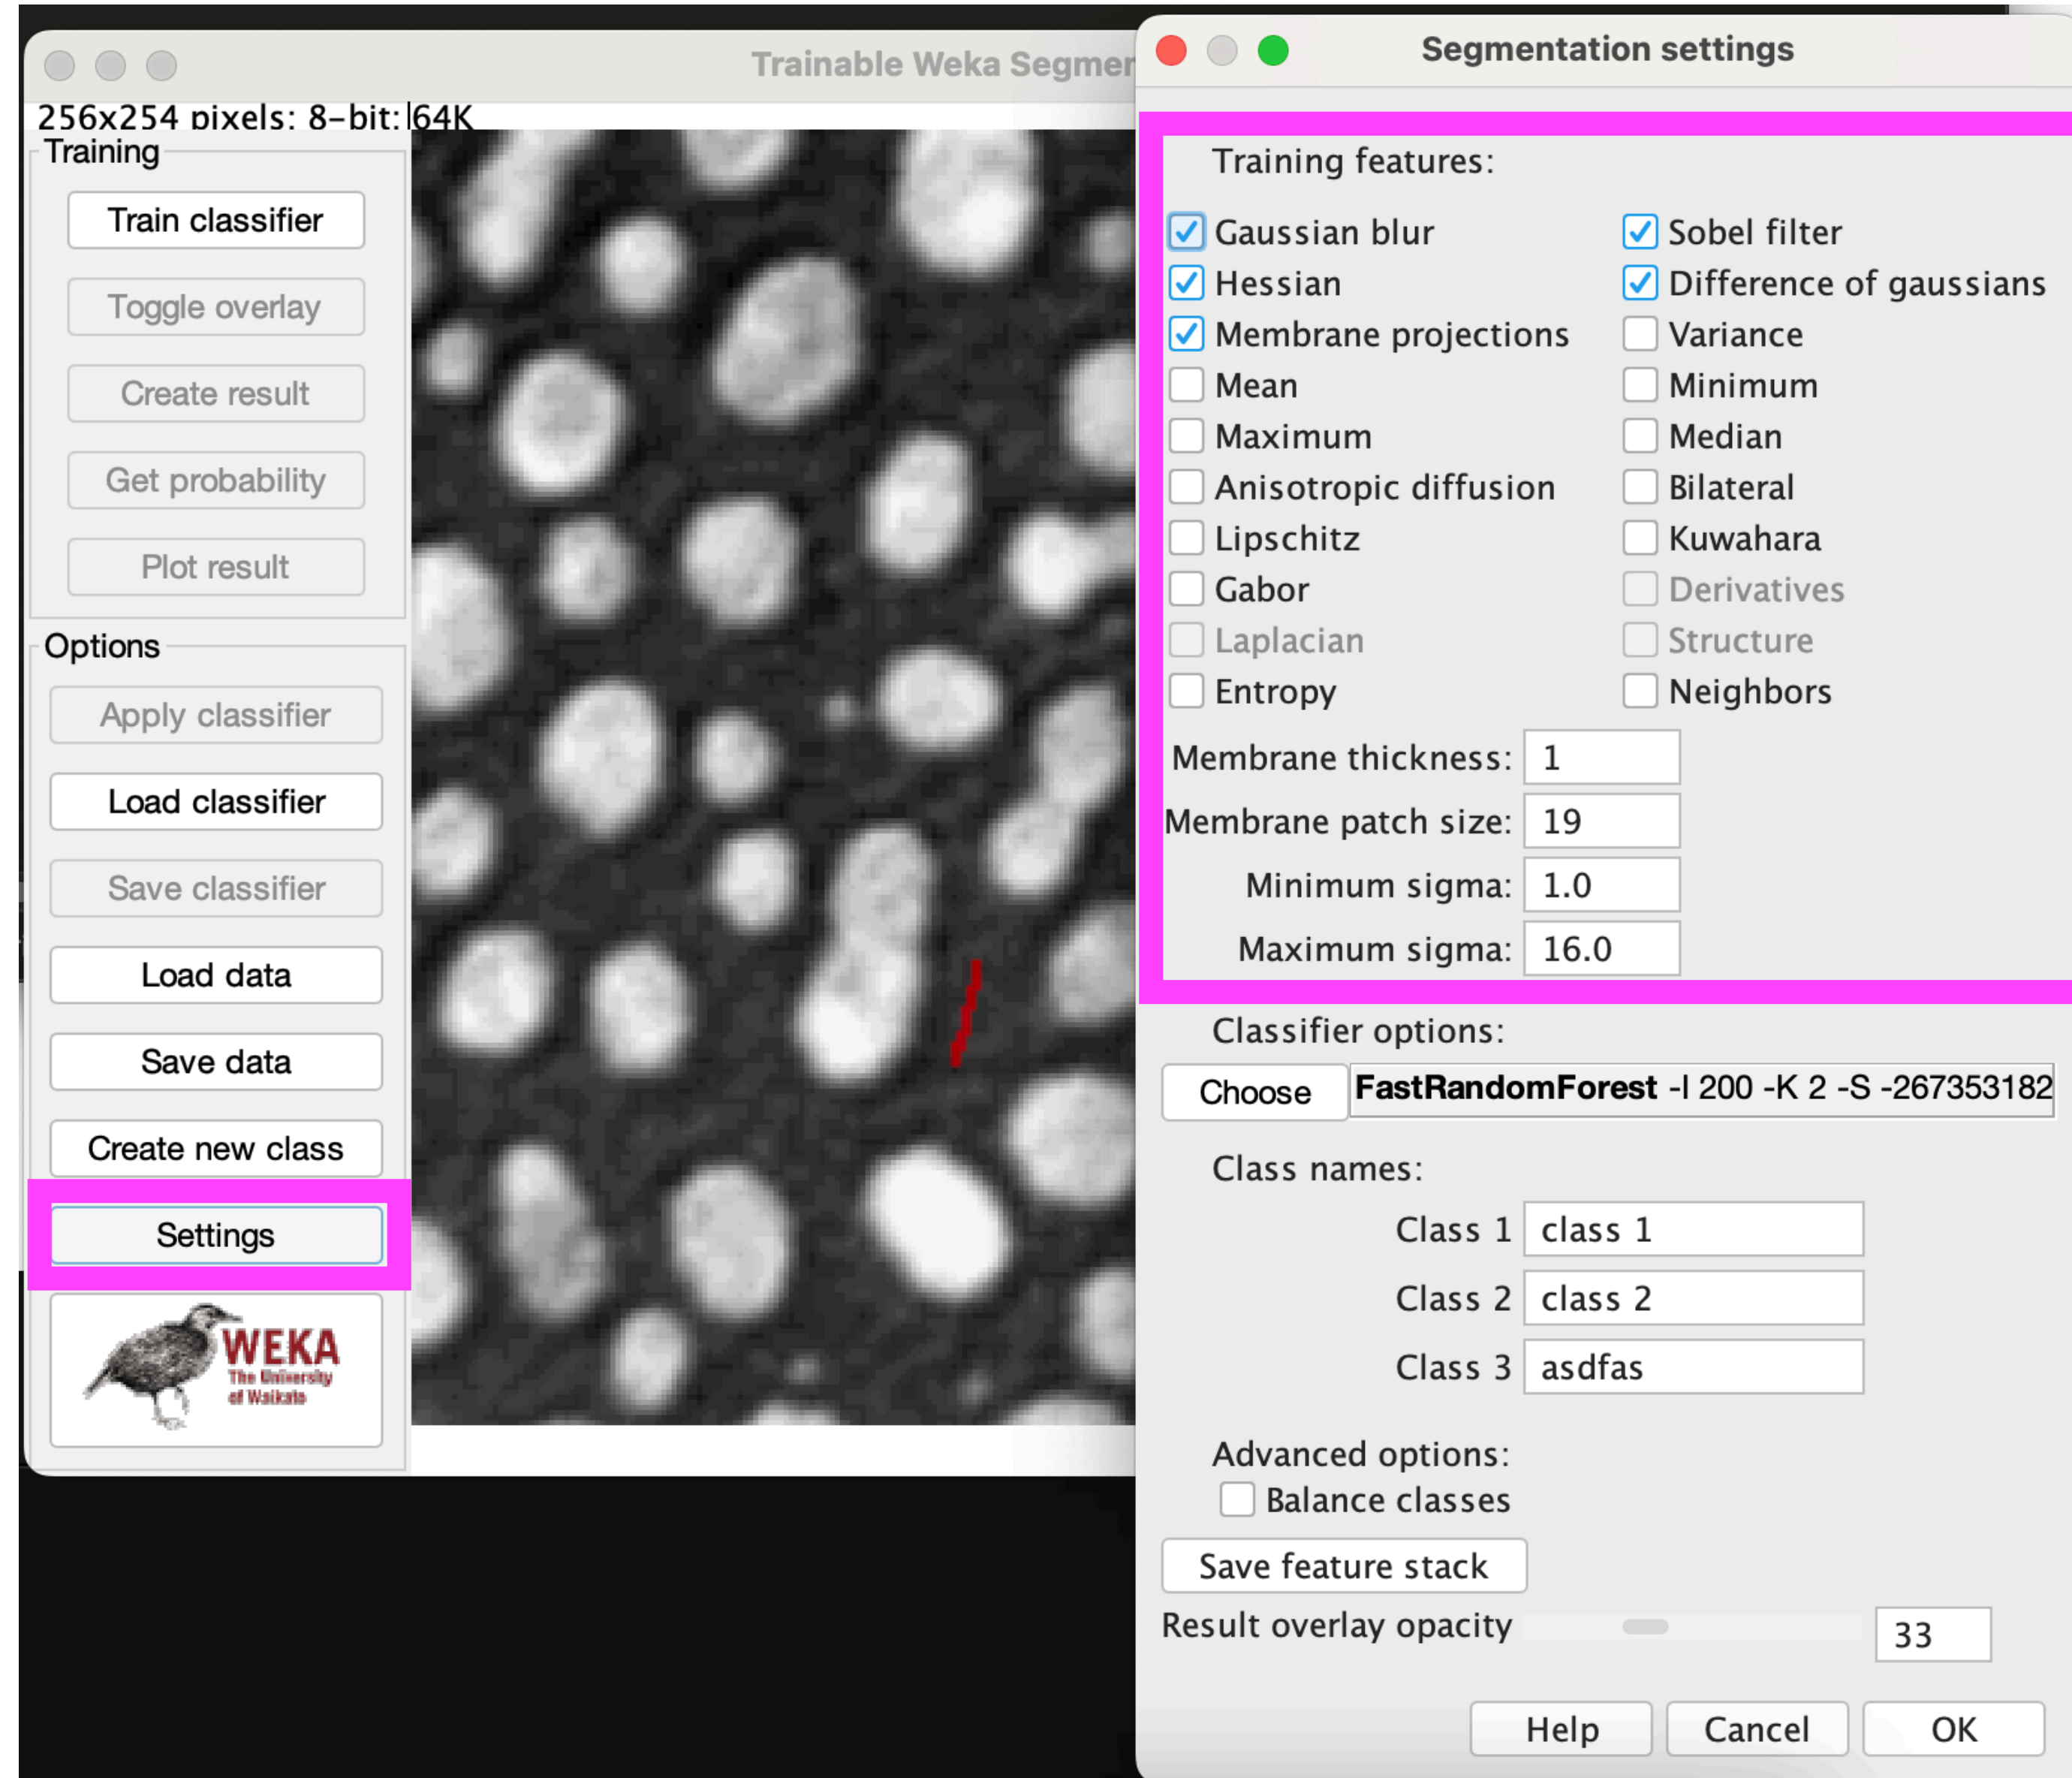 Trainable Weka Segmen
256x254 pixels: 8-bit: 64K
Training
Train classifier
Toggle overlay
Create result
Get probability
Plot result
Options
Apply classifier
Load classifier
Save classifier
Load data
Save data
Create new class
Settings
WEKA
The University
of Waikato
Segmentation settings
Training features:
Gaussian blur
Sobel filter
Hessian
Difference of gaussians
Membrane projections
Variance
Mean
Minimum
Maximum
Median
Anisotropic diffusion
Bilateral
Lipschitz
Kuwahara
Gabor
Derivatives
Laplacian
Structure
Entropy
Neighbors
Membrane thickness: 1
Membrane patch size: 19
Minimum sigma: 1.0
Maximum sigma: 16.0
Classifier options:
Choose FastRandomForest -I 200 -K 2 -S -267353182
Class names:
Class 1 class 1
Class 2 class 2
Class 3 asdfas
Advanced options:
Balance classes
Save feature stack
Result overlay opacity 33
Help Cancel OK